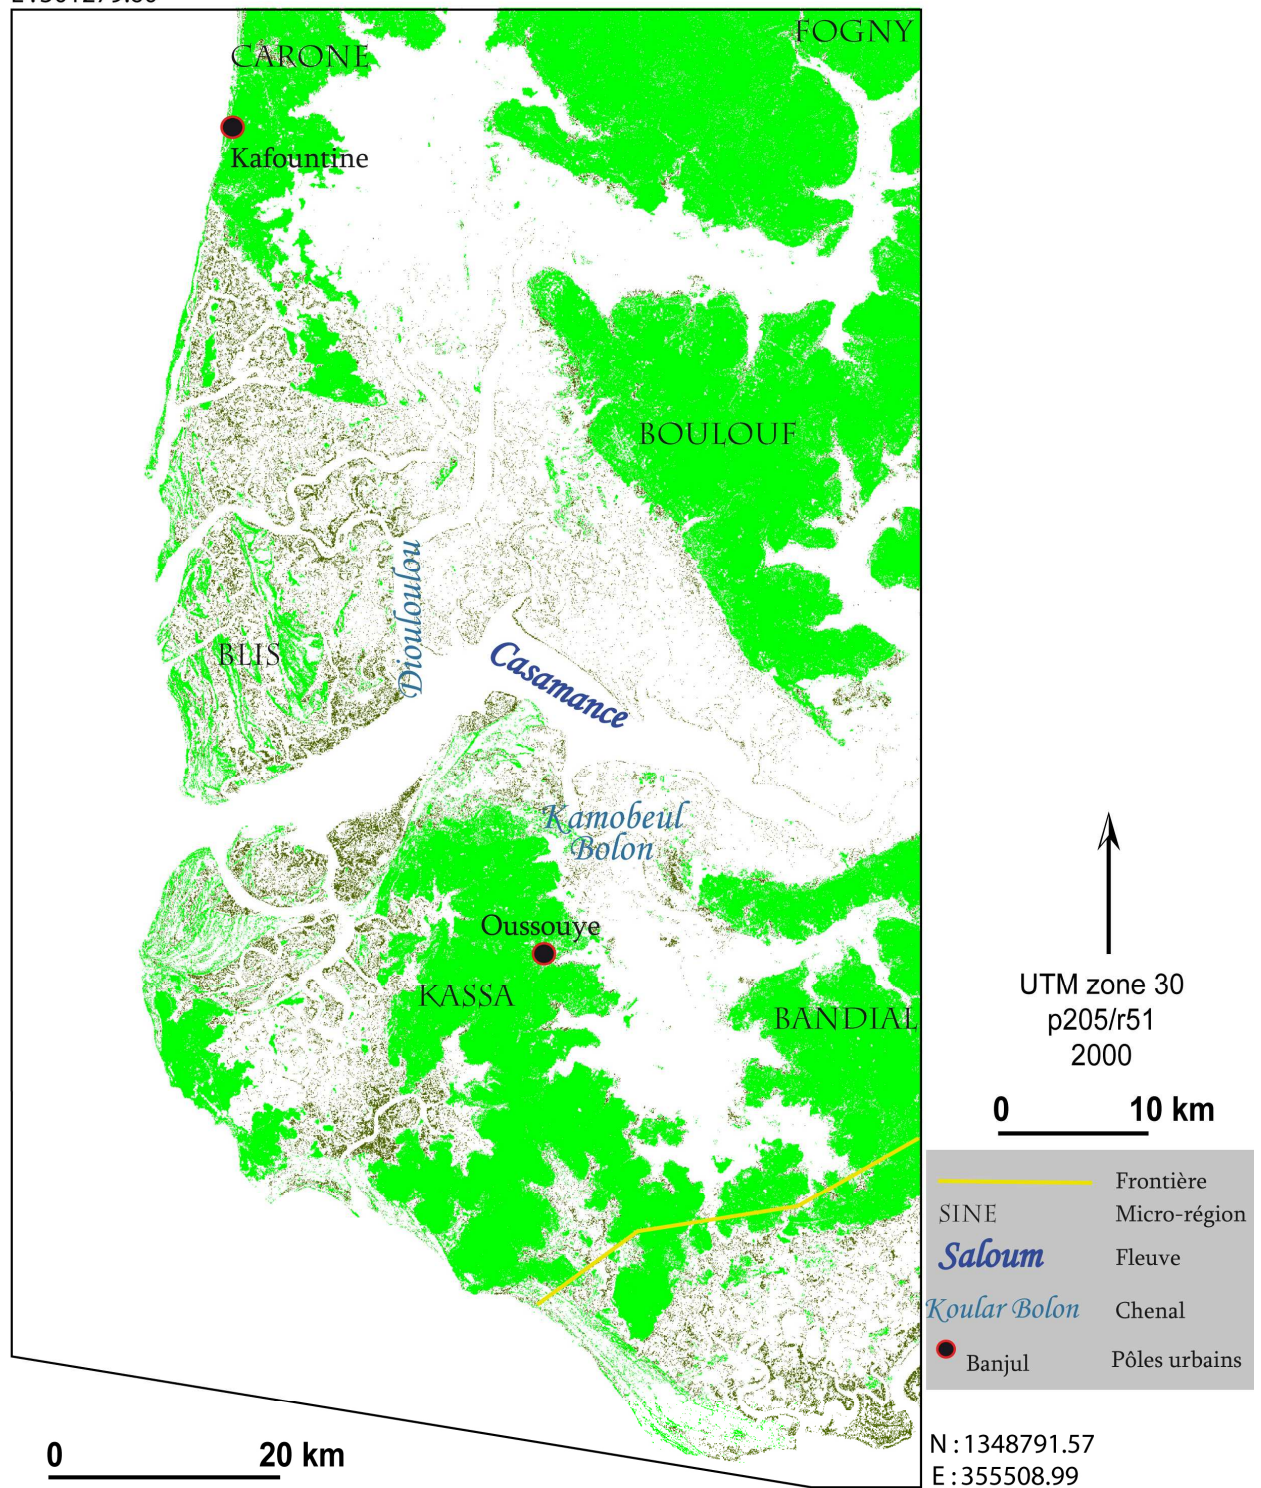 FOGNY
CARONE
Kafountine
BOULOUF
Diouloulou
BLIS
Casamance
Kamobeul
Bolon
Oussouye
KASSA
BANDIAL
UTM zone 30
p205/r51
2000
0 10 km
Frontière
SINE Micro-région
Saloum Fleuve
Koular Bolon Chenal
Banjul Pôles urbains
0 20 km
N : 1348791.57
E : 355508.99